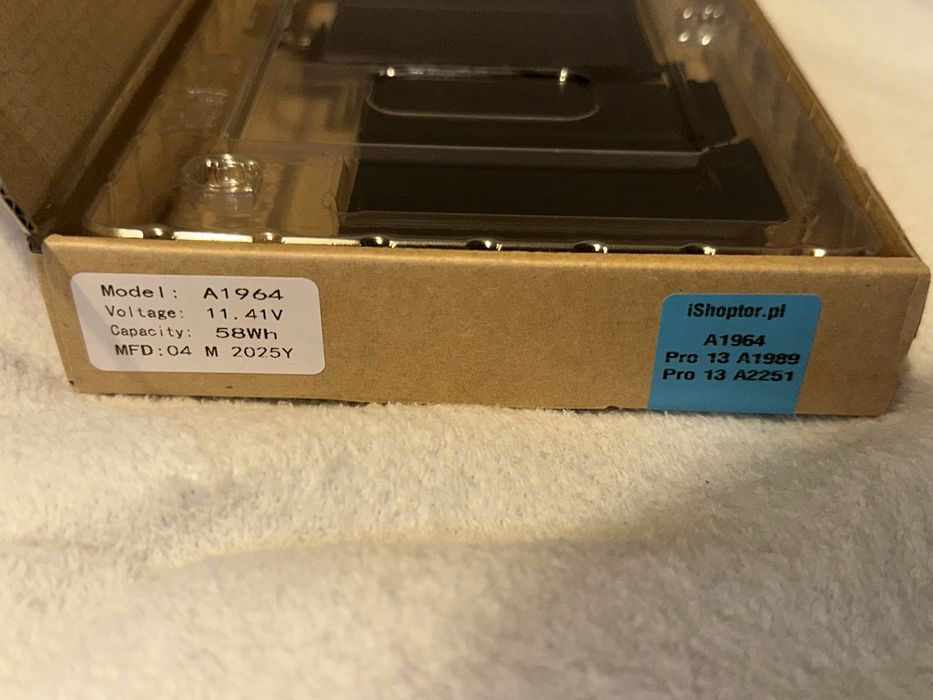 Model: A1964
Voltage: 11.41V
Capacity: 58Wh
MFD:04 M 2025Y
iShoptor.pl
A1964
Pro 13 A1989
Pro 13 A2251